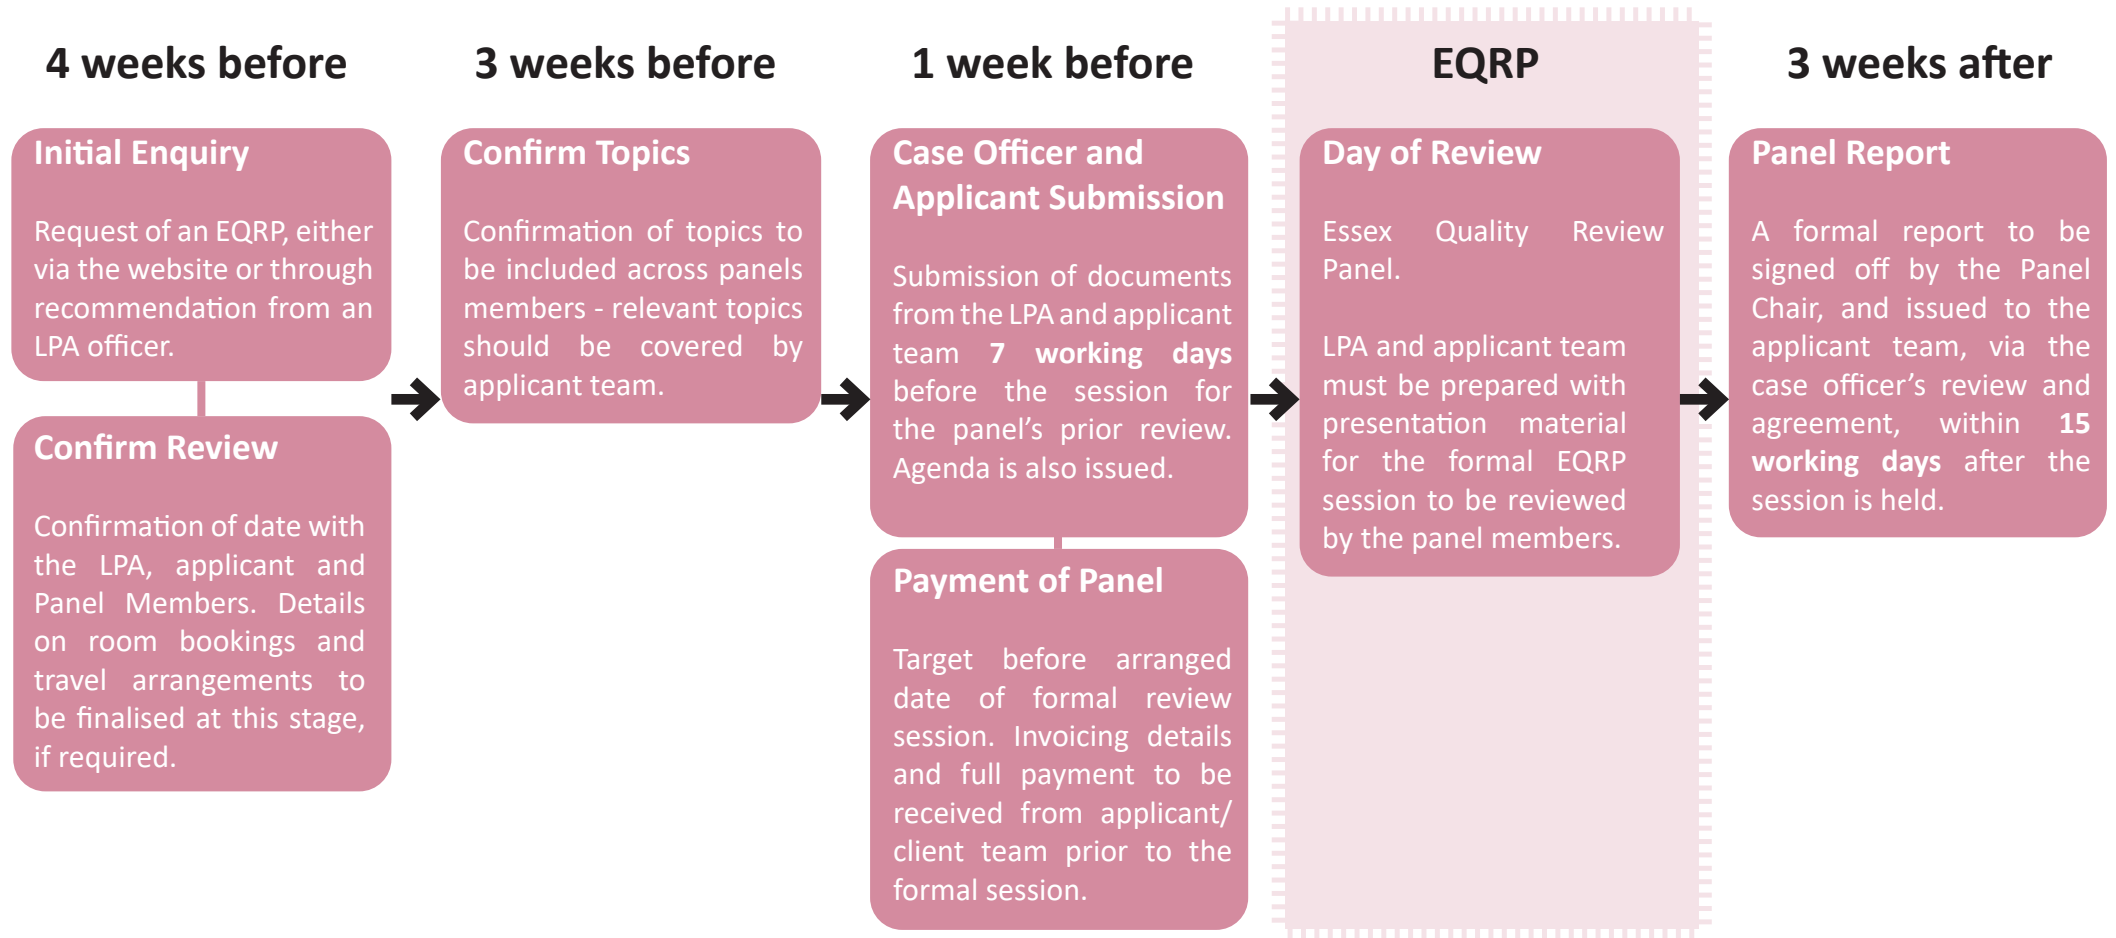 4 weeks before
Initial Enquiry
Request of an EQRP, either
via the website or through
recommendation from an
LPA officer.
Confirm Review
Confirmation of date with
the LPA, applicant and
Panel Members. Details
on room bookings and
travel arrangements to
be finalised at this stage,
if required.
3 weeks before
Confirm Topics
Confirmation of topics to
be included across panels
members - relevant topics
should be covered by
applicant team.
1 week before
Case Officer and
Applicant Submission
Submission of documents
from the LPA and applicant
team 7 working days
before the session for
the panel's prior review.
Agenda is also issued.
Payment of Panel
Target before arranged
date of formal review
session. Invoicing details
and full payment to be
received from applicant/
client team prior to the
formal session.
EQRP
Day of Review
Essex Quality Review
Panel.
LPA and applicant team
must be prepared with
presentation material
for the formal EQRP
session to be reviewed
by the panel members.
3 weeks after
Panel Report
A formal report to be
signed off by the Panel
Chair, and issued to the
applicant team, via the
case officer's review and
agreement, within 15
working days after the
session is held.